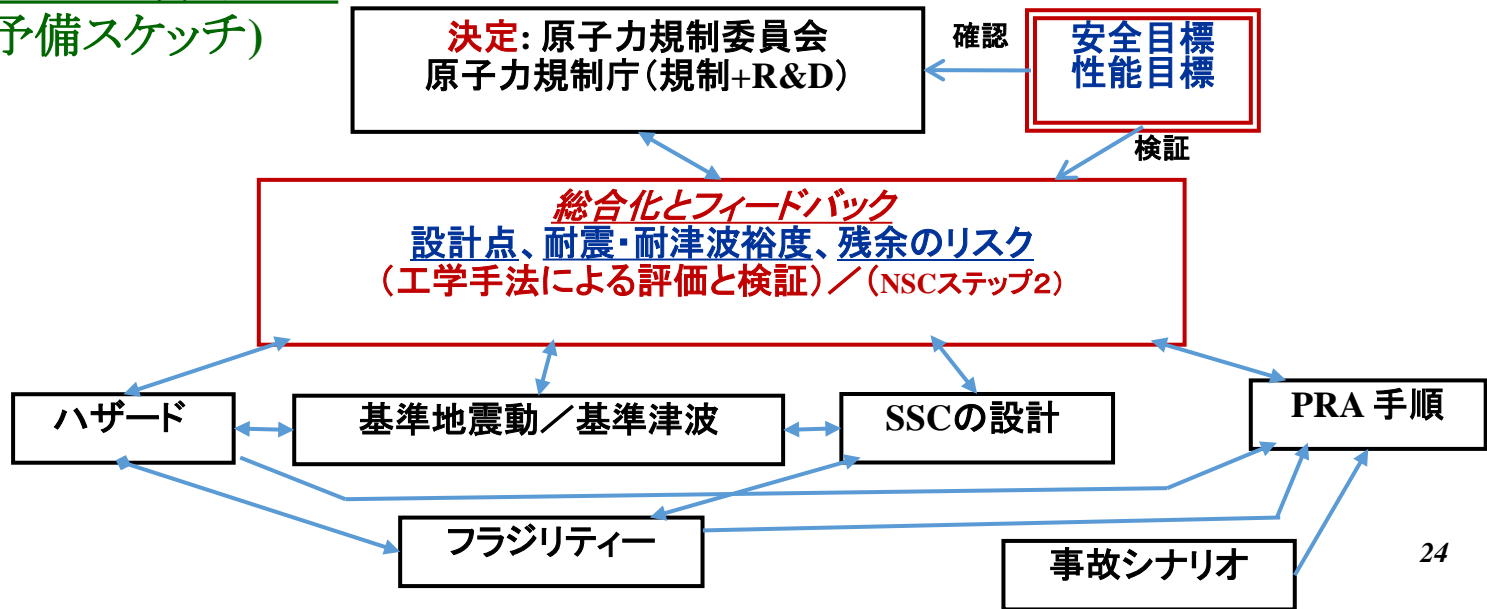 予備スケッチ)
決定: 原子力規制委員会
原子力規制庁(規制+R&D)
確認
安全目標
性能目標
検証
総合化とフィードバック
設計点、耐震・耐津波裕度、残余のリスク
(工学手法による評価と検証)/(NSCステップ2)
ハザード
基準地震動/基準津波
SSCの設計
PRA 手順
フラジリティー
事故シナリオ
24